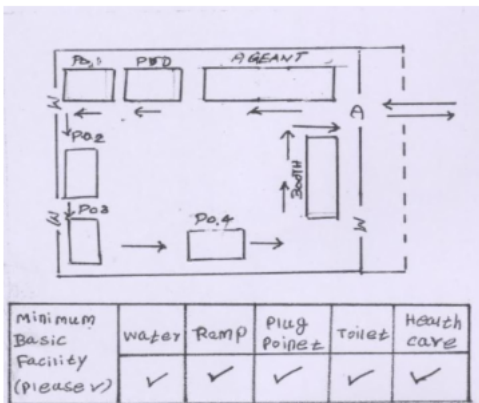 PO.1 PRO AGEANT
W A
PO.2
BOOTH
W PO.3 PO.4 W
Minimum Basic Facility (please v) water Ramp Plug Poinet Toilet Health care
✓ ✓ ✓ ✓ ✓